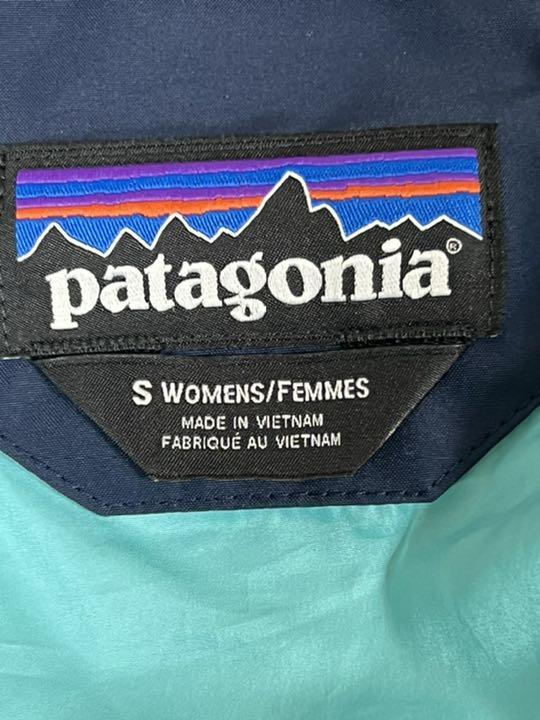 patagonia®
S WOMENS/FEMMES
MADE IN VIETNAM
FABRIQUÉ AU VIETNAM